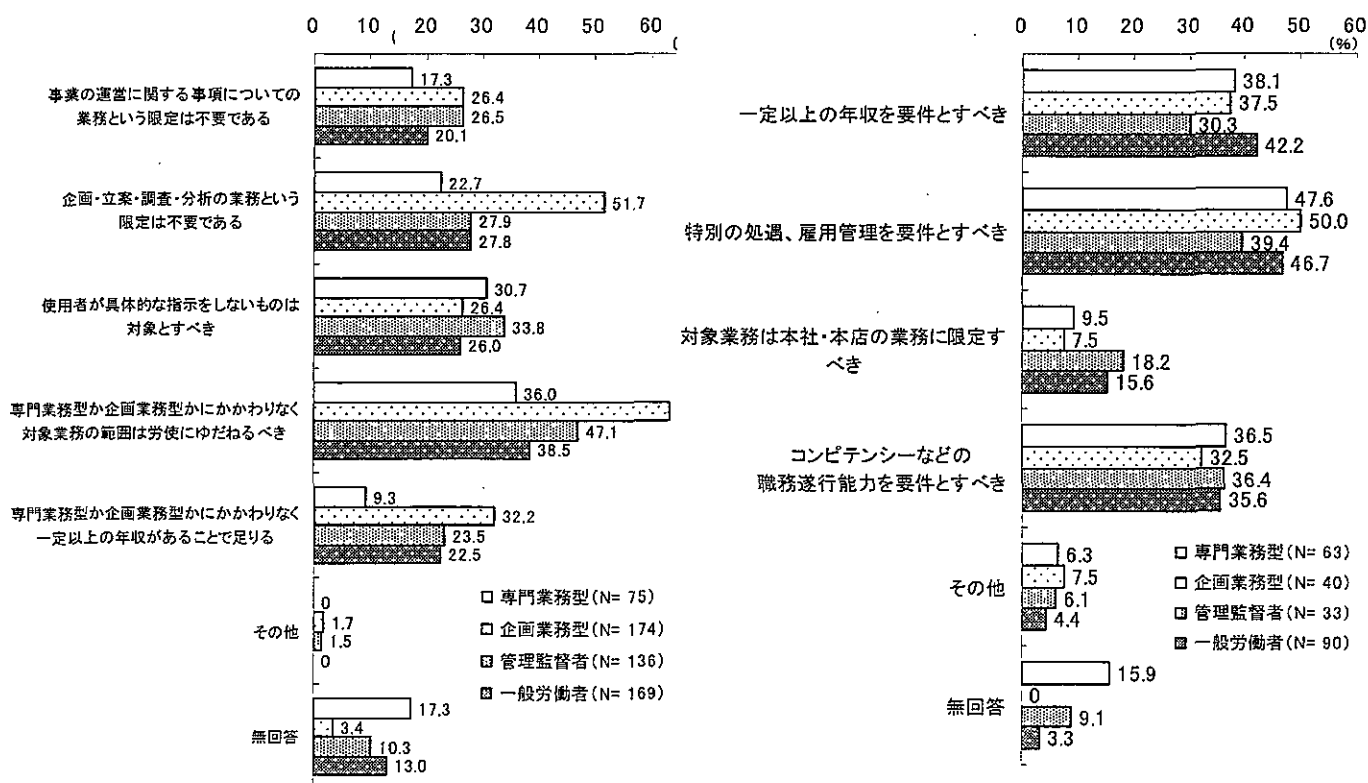 0 10 20 30 40 50 60
(
(
事業の運営に関する事項についての
業務という限定は不要である
17.3
26.4
26.5
20.1
企画・立案・調査・分析の業務という
限定は不要である
22.7
51.7
27.9
27.8
使用者が具体的な指示をしないものは
対象とすべき
30.7
26.4
33.8
26.0
専門業務型か企画業務型かにかかわりなく
対象業務の範囲は労使にゆだねるべき
36.0
47.1
38.5
専門業務型か企画業務型かにかかわりなく
一定以上の年収があることで足りる
9.3
32.2
23.5
22.5
その他
0
1.7
1.5
0
無回答
17.3
3.4
10.3
13.0
専門業務型(N= 75)
企画業務型(N= 174)
管理監督者(N= 136)
一般労働者(N= 169)
0 10 20 30 40 50 60
(%)
一定以上の年収を要件とすべき
38.1
37.5
30.3
42.2
特別の処遇、雇用管理を要件とすべき
47.6
50.0
39.4
46.7
対象業務は本社・本店の業務に限定す
べき
9.5
7.5
18.2
15.6
コンピテンシーなどの
職務遂行能力を要件とすべき
36.5
32.5
36.4
35.6
その他
6.3
7.5
6.1
4.4
無回答
15.9
0
9.1
3.3
専門業務型(N= 63)
企画業務型(N= 40)
管理監督者(N= 33)
一般労働者(N= 90)